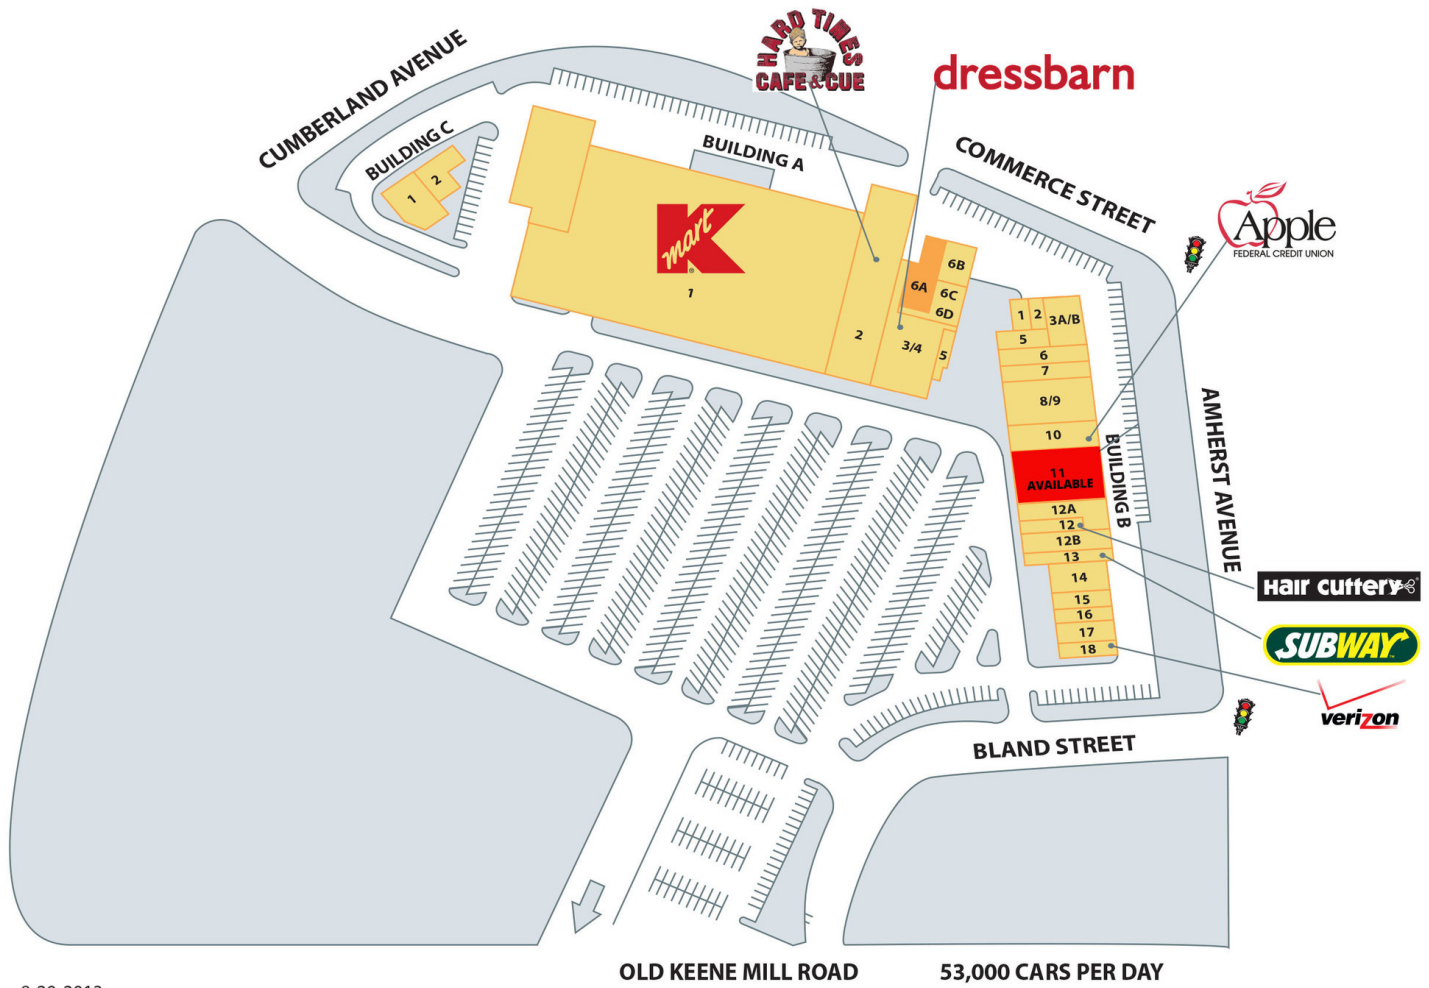 HARD TIMES
CAFE & CUE
dressbarn
CUMBERLAND AVENUE
BUILDING C
1
2
BUILDING A
COMMERCE STREET
Kmart
1
2
3/4
5
6A
6B
6C
6D
Apple
FEDERAL CREDIT UNION
1
2
3A/B
5
6
7
8/9
10
11
AVAILABLE
12A
12
12B
13
14
15
16
17
18
BUILDING B
AMHERST AVENUE
Hair Cuttery
SUBWAY
verizon
BLAND STREET
OLD KEENE MILL ROAD
53,000 CARS PER DAY